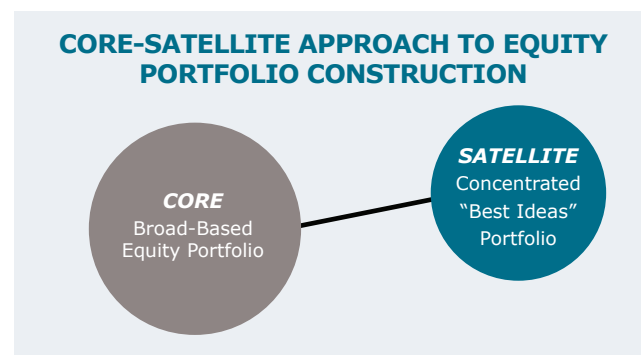 CORE-SATELLITE APPROACH TO EQUITY
PORTFOLIO CONSTRUCTION
CORE
Broad-Based
Equity Portfolio
SATELLITE
Concentrated
“Best Ideas”
Portfolio